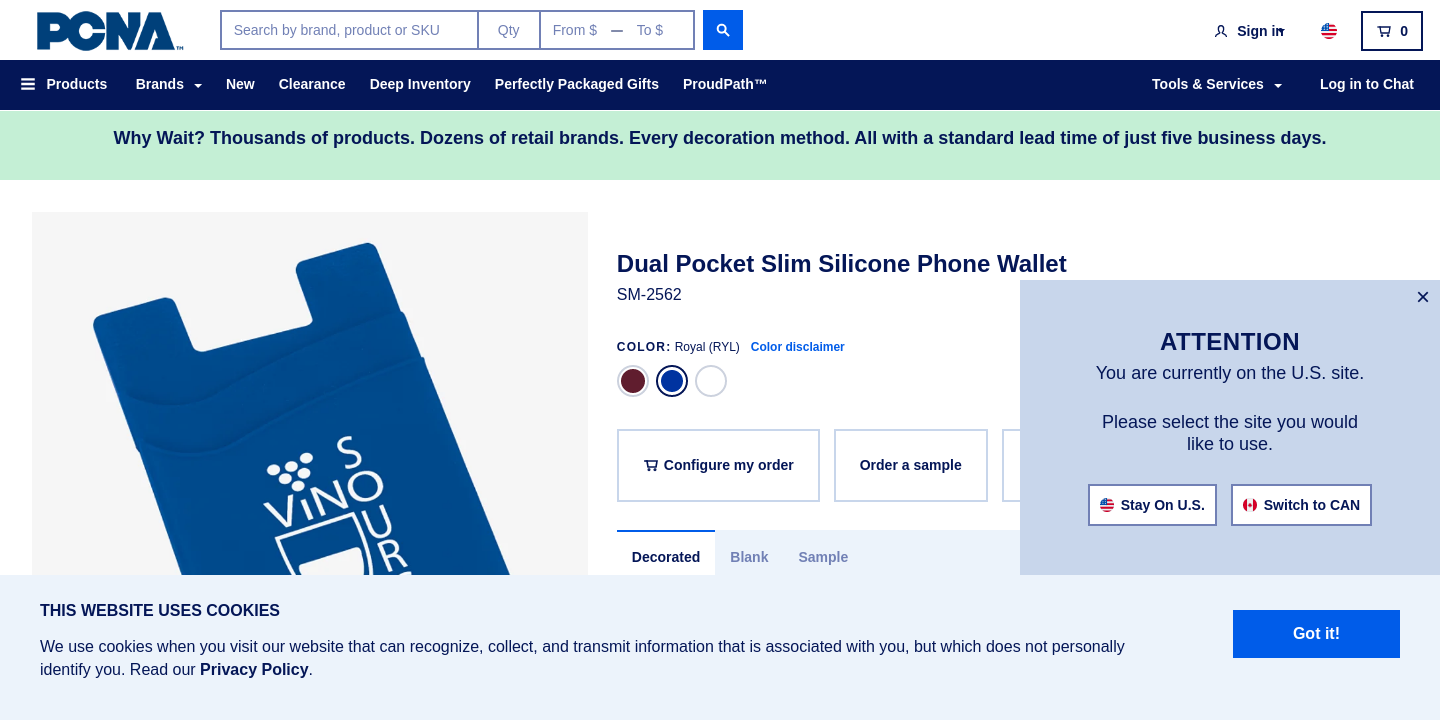 PCNA™
Search by brand, product or SKU
Qty
From $ — To $
Sign in
0
Products
Brands
New
Clearance
Deep Inventory
Perfectly Packaged Gifts
ProudPath™
Tools & Services
Log in to Chat
Why Wait? Thousands of products. Dozens of retail brands. Every decoration method. All with a standard lead time of just five business days.
VINO
SOUR
Dual Pocket Slim Silicone Phone Wallet
SM-2562
COLOR: Royal (RYL) Color disclaimer
Configure my order
Order a sample
Decorated
Blank
Sample
×
ATTENTION
You are currently on the U.S. site.
Please select the site you would
like to use.
Stay On U.S.
Switch to CAN
THIS WEBSITE USES COOKIES
We use cookies when you visit our website that can recognize, collect, and transmit information that is associated with you, but which does not personally
identify you. Read our Privacy Policy.
Got it!